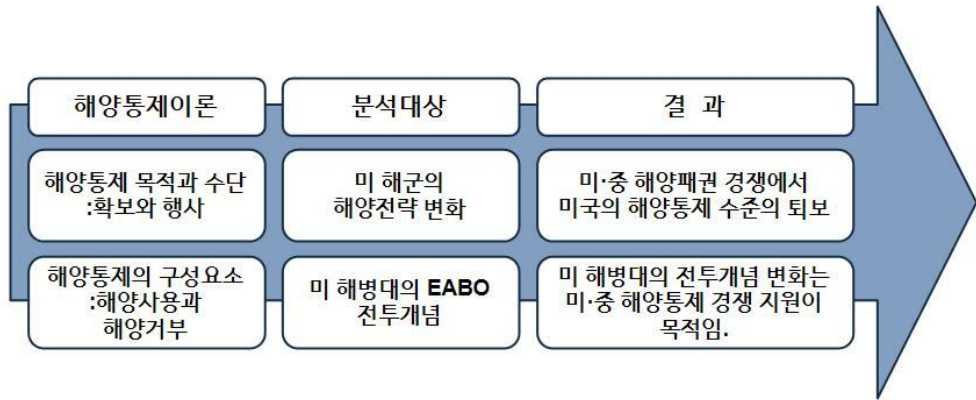 해양통제이론
분석대상
결 과
해양통제 목적과 수단
:확보와 행사
미 해군의
해양전략 변화
미·중 해양패권 경쟁에서
미국의 해양통제 수준의 퇴보
해양통제의 구성요소
:해양사용과
해양거부
미 해병대의 EABO
전투개념
미 해병대의 전투개념 변화는
미·중 해양통제 경쟁 지원이
목적임.